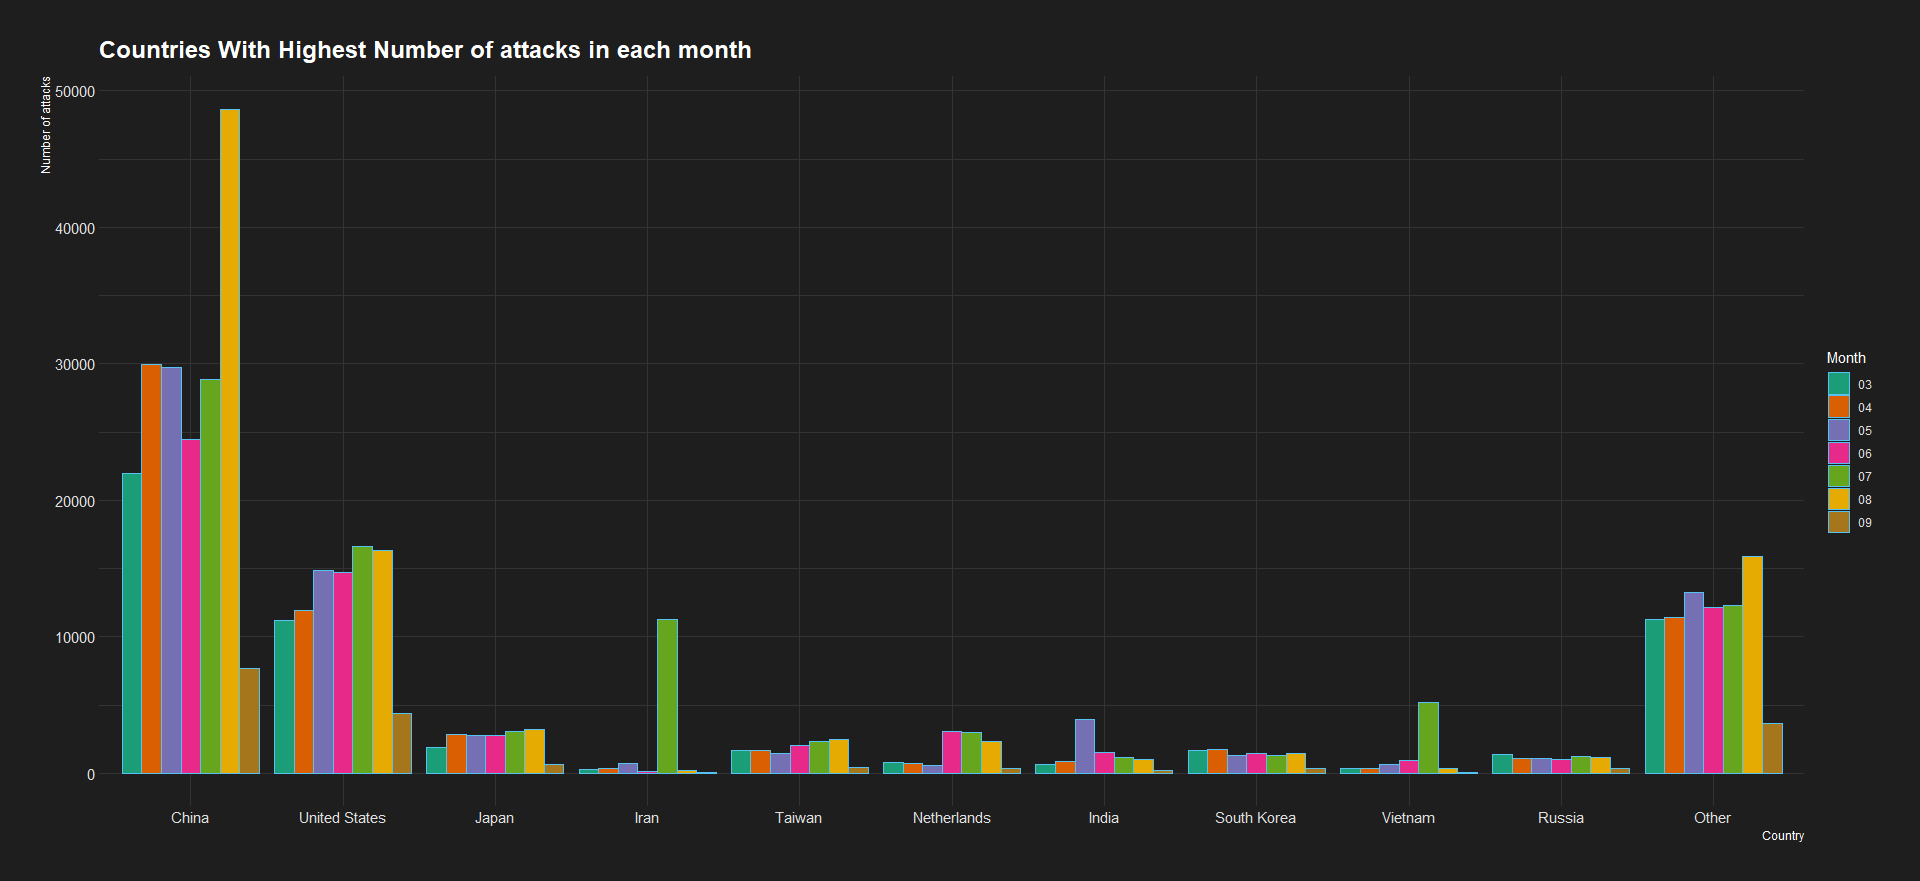 Countries With Highest Number of attacks in each month
Number of attacks
50000
40000
30000
20000
10000
0
China
United States
Japan
Iran
Taiwan
Netherlands
India
South Korea
Vietnam
Russia
Other
Country
Month
03
04
05
06
07
08
09